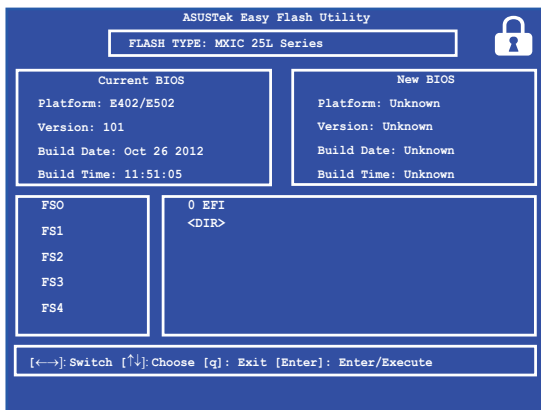 ASUSTek Easy Flash Utility
FLASH TYPE: MXIC 25L Series
Current BIOS
Platform: E402/E502
Version: 101
Build Date: Oct 26 2012
Build Time: 11:51:05
New BIOS
Platform: Unknown
Version: Unknown
Build Date: Unknown
Build Time: Unknown
FSO
FS1
FS2
FS3
FS4
0 EFI
<DIR>
[←→]: Switch [↑↓]: Choose [q]: Exit [Enter]: Enter/Execute